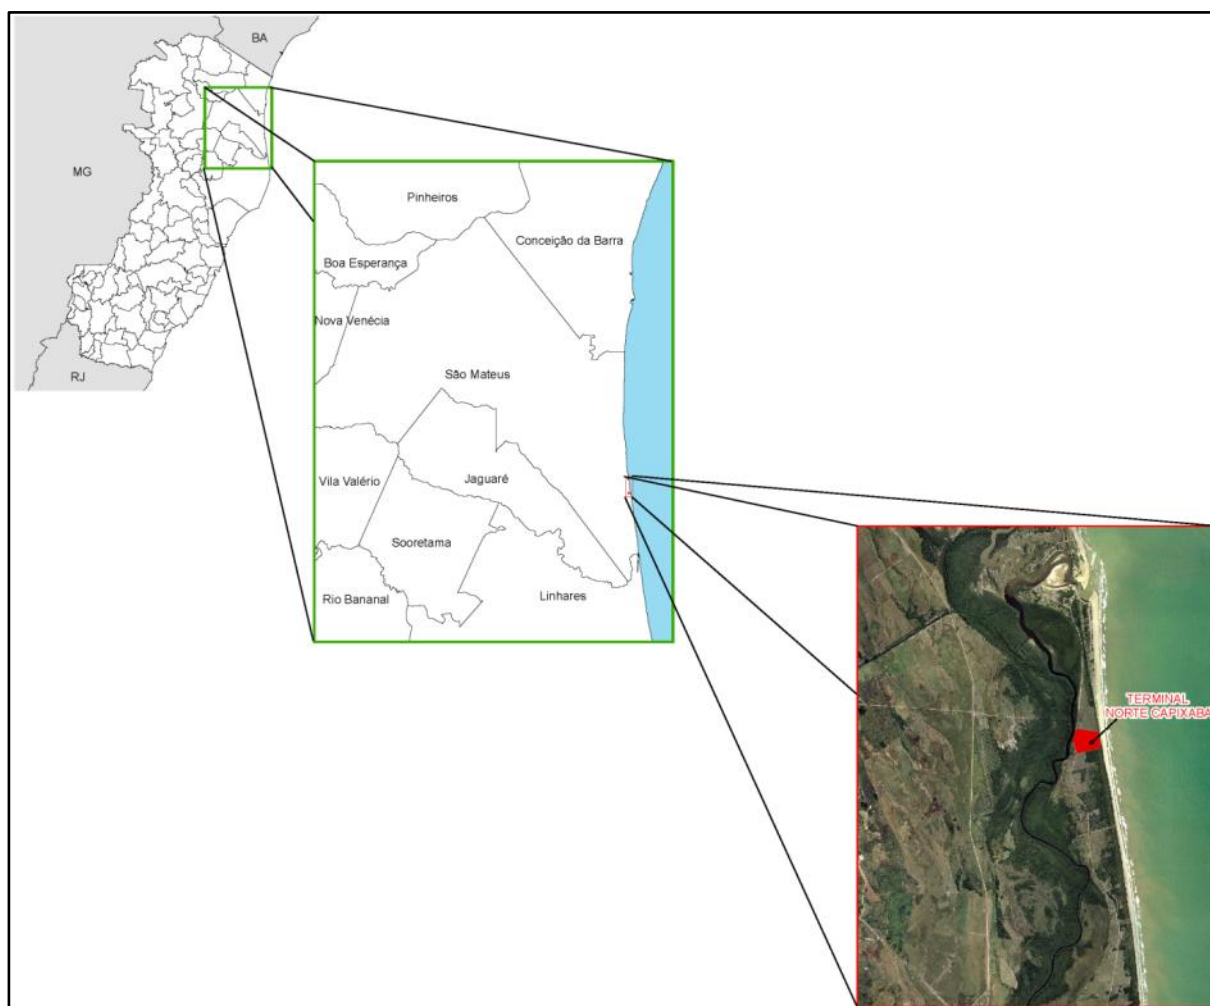 BA
MG
RJ
Pinheiros
Conceição da Barra
Boa Esperança
Nova Venécia
São Mateus
Vila Valério
Jaguaré
Sooretama
Rio Bananal
Linhares
TERMINAL
NORTE CAPIXABA